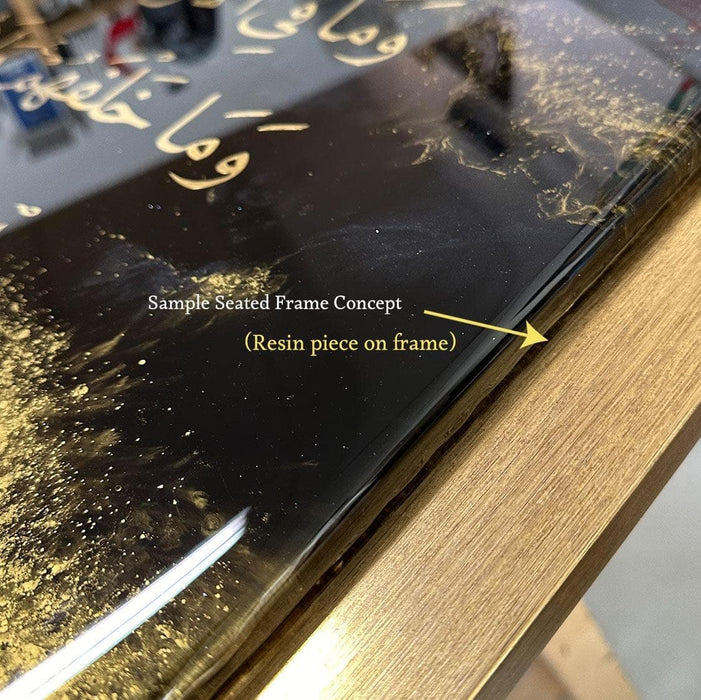 وَمَا فِي
وَمَا خَلْفَهُمْ
وَمَا
Sample Seated Frame Concept
(Resin piece on frame)